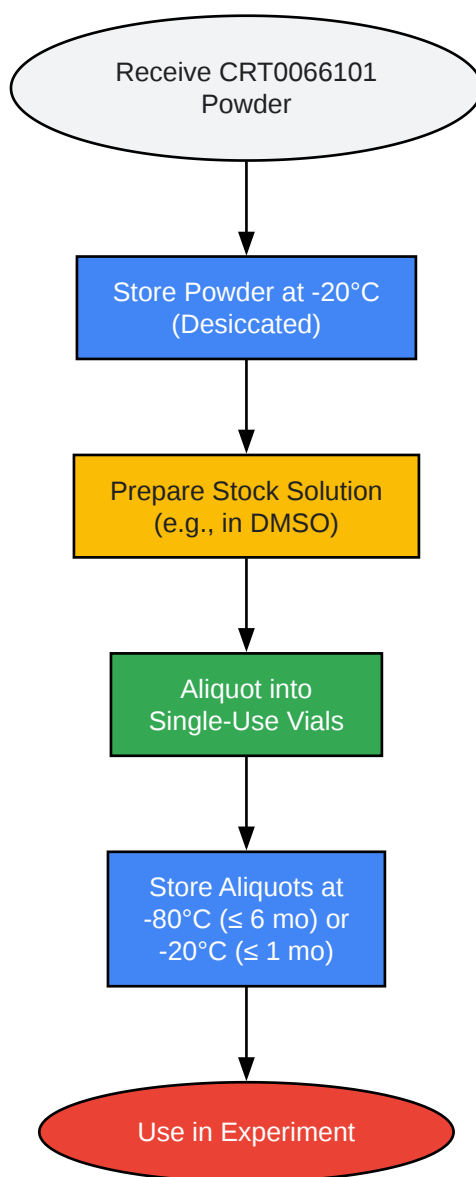 Receive CRT0066101
Powder
Store Powder at -20°C
(Desiccated)
Prepare Stock Solution
(e.g., in DMSO)
Aliquot into
Single-Use Vials
Store Aliquots at
-80°C (≤ 6 mo) or
-20°C (≤ 1 mo)
Use in Experiment